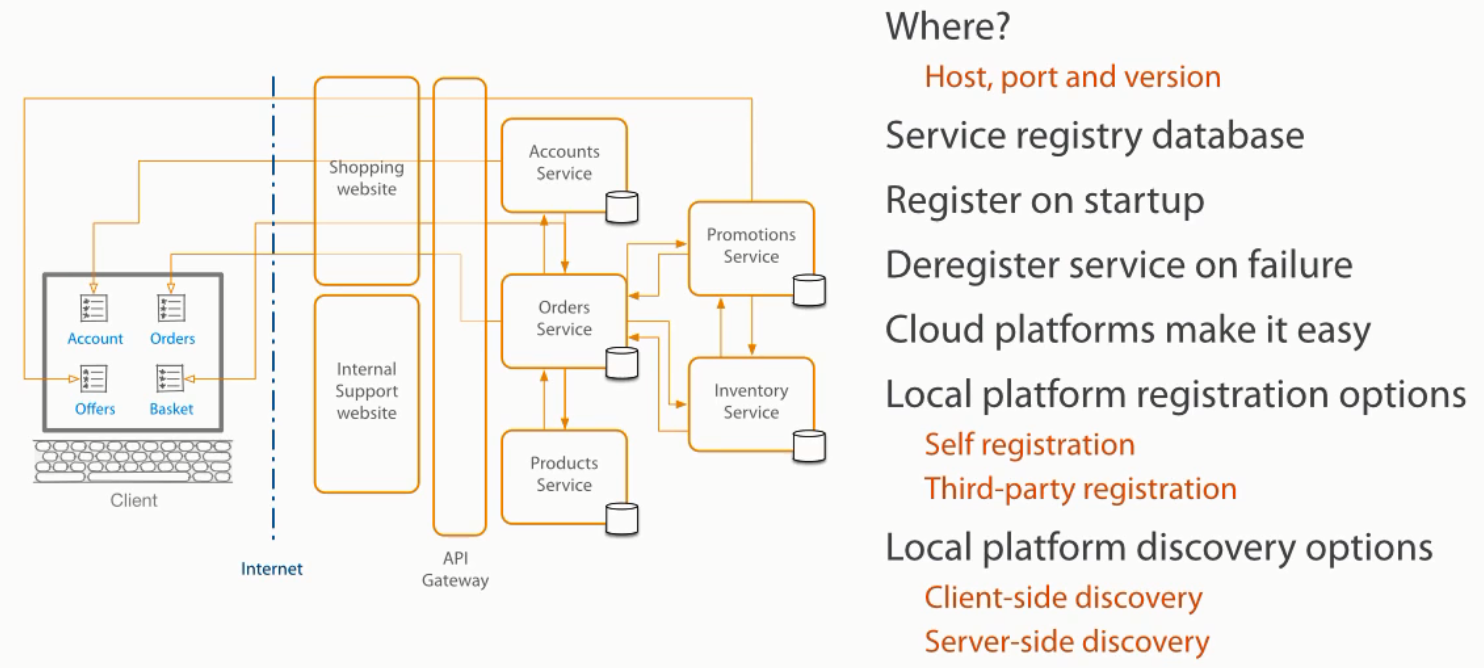 Shopping
website
Internal
Support
website
Accounts
Service
Orders
Service
Products
Service
Promotions
Service
Inventory
Service
Account
Orders
Offers
Basket
Client
Internet
API
Gateway
Where?
Host, port and version
Service registry database
Register on startup
Deregister service on failure
Cloud platforms make it easy
Local platform registration options
Self registration
Third-party registration
Local platform discovery options
Client-side discovery
Server-side discovery